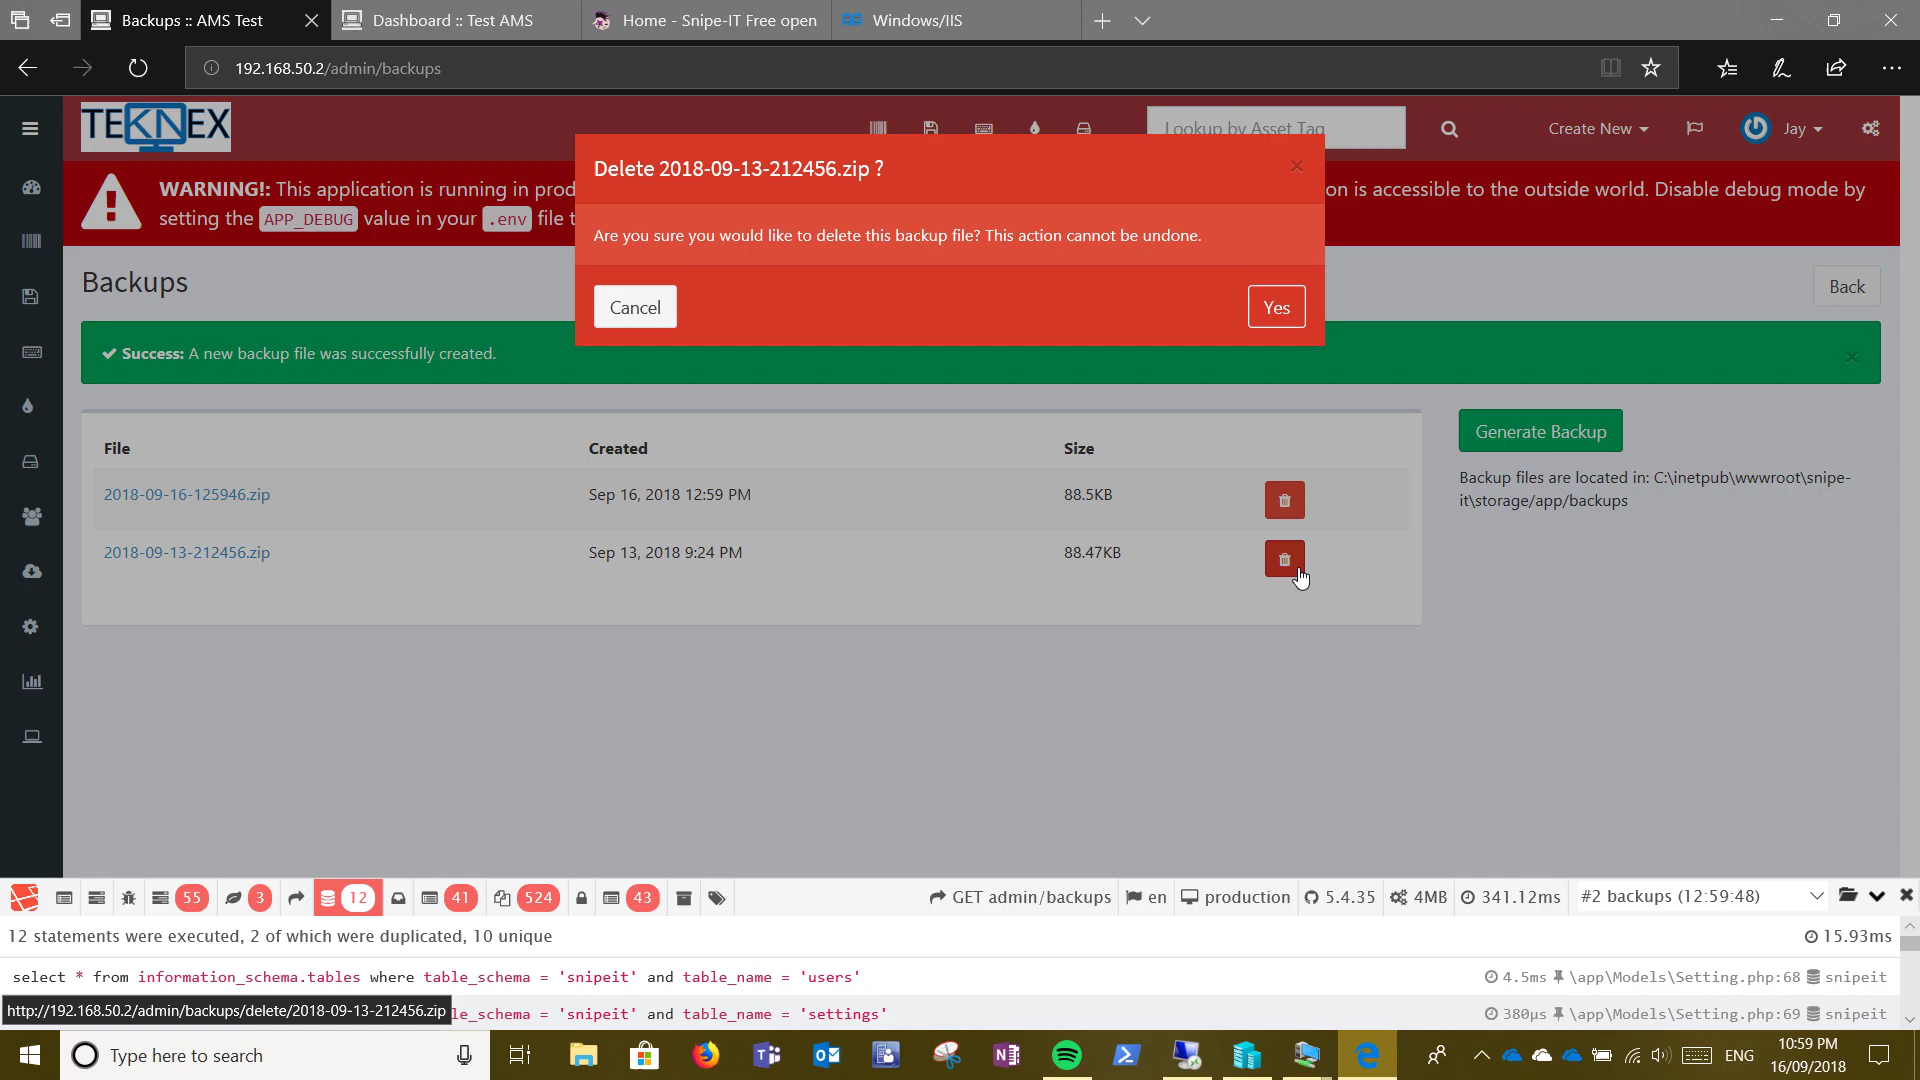 Backups :: AMS Test
Dashboard :: Test AMS
Home - Snipe-IT Free open
Windows/IIS
192.168.50.2/admin/backups
TEKNEX
Lookup by Asset Tag
Create New
Jay
WARNING!: This application is running in prod
on is accessible to the outside world. Disable debug mode by
setting the APP_DEBUG value in your .env file t
Delete 2018-09-13-212456.zip ?
Are you sure you would like to delete this backup file? This action cannot be undone.
Cancel
Yes
Backups
Back
Success: A new backup file was successfully created.
File Created Size
2018-09-16-125946.zip Sep 16, 2018 12:59 PM 88.5KB
2018-09-13-212456.zip Sep 13, 2018 9:24 PM 88.47KB
Generate Backup
Backup files are located in: C:\inetpub\wwwroot\snipe-
it\storage/app/backups
55 3 12 41 524 43 GET admin/backups en production 5.4.35 4MB 341.12ms #2 backups (12:59:48)
12 statements were executed, 2 of which were duplicated, 10 unique 15.93ms
select * from information_schema.tables where table_schema = 'snipeit' and table_name = 'users' 4.5ms \app\Models\Setting.php:68 snipeit
http://192.168.50.2/admin/backups/delete/2018-09-13-212456.zip
le_schema = 'snipeit' and table_name = 'settings' 380µs \app\Models\Setting.php:69 snipeit
Type here to search
ENG
10:59 PM
16/09/2018